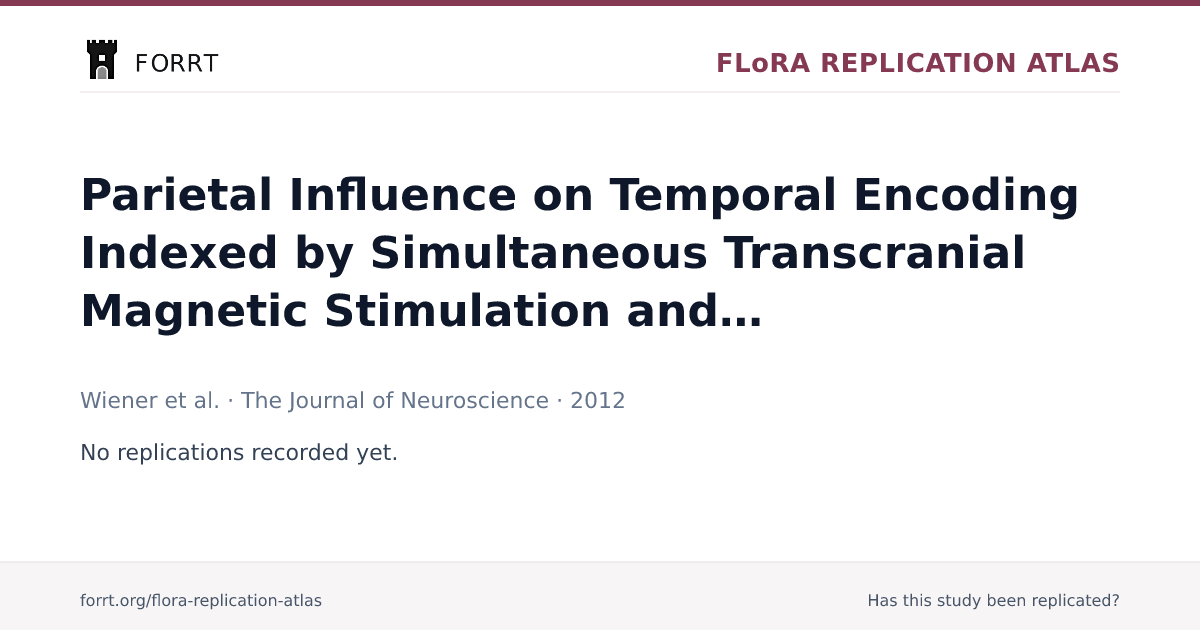 FORRT
FLoRA REPLICATION ATLAS
Parietal Influence on Temporal Encoding
Indexed by Simultaneous Transcranial
Magnetic Stimulation and…
Wiener et al. · The Journal of Neuroscience · 2012
No replications recorded yet.
forrt.org/flora-replication-atlas
Has this study been replicated?